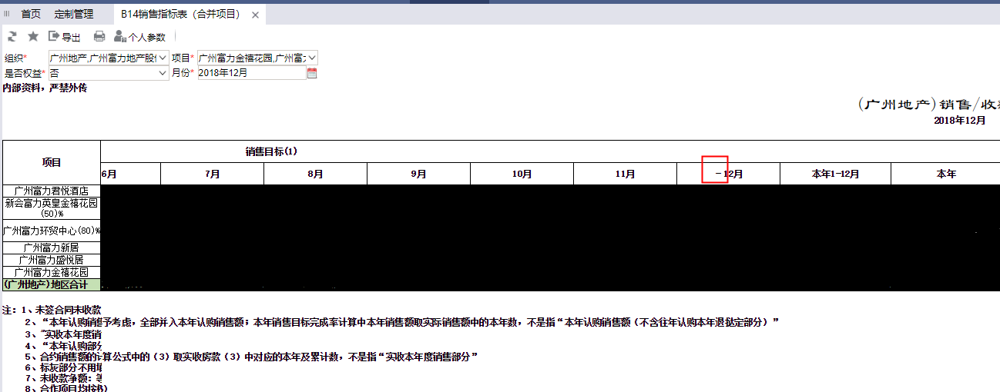 首页 定制管理 B14销售指标表（合并项目）
导出 个人参数
组织* 广州地产,广州富力地产股 项目* 广州富力金禧花园,广州富
是否权益* 否 月份* 2018年12月
内部资料，严禁外传
(广州地产)销售/收
2018年12月
项目 销售目标(1)
6月 7月 8月 9月 10月 11月 －12月 本年1-12月 本年
广州富力君悦酒店
新会富力英皇金禧花园
(50)%
广州富力环贸中心(80)%
广州富力新居
广州富力盛悦居
广州富力金禧花园
(广州地产)地区合计
注：1、未签合同未收款
2、“本年认购销售予考虑，全部并入本年认购销售额；本年销售目标完成率计算中本年销售额取实际销售额中的本年数，不是指“本年认购销售额（不含往年认购本年退挞定部分）”
3、"实收本年度销
4、“本年认购部分
5、合约销售额的计算公式中的（3）取实收房款（3）中对应的本年及累计数，不是指“实收本年度销售部分”
6、标灰部分不用填
7、未收款净额：等
8、合作项目均按